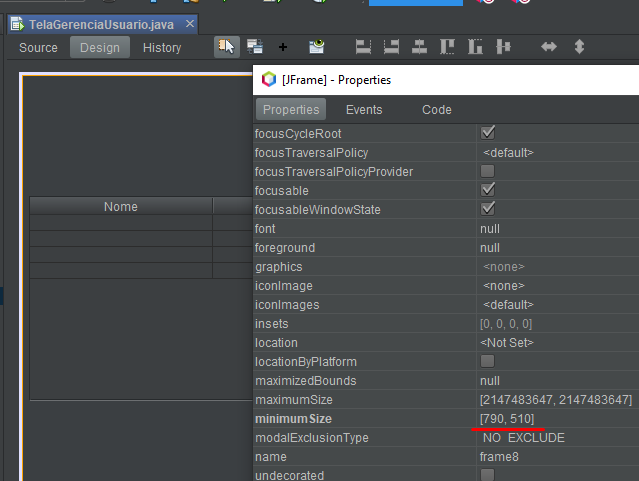 TelaGerenciaUsuario.java ×
Source Design History
[JFrame] - Properties
Properties Events Code
Nome
focusCycleRoot
focusTraversalPolicy <default>
focusTraversalPolicyProvider
focusable
focusableWindowState
font null
foreground null
graphics <none>
iconImage <none>
iconImages <default>
insets [0, 0, 0, 0]
location <Not Set>
locationByPlatform
maximizedBounds null
maximumSize [2147483647, 2147483647]
minimumSize [790, 510]
modalExclusionType NO_EXCLUDE
name frame8
undecorated